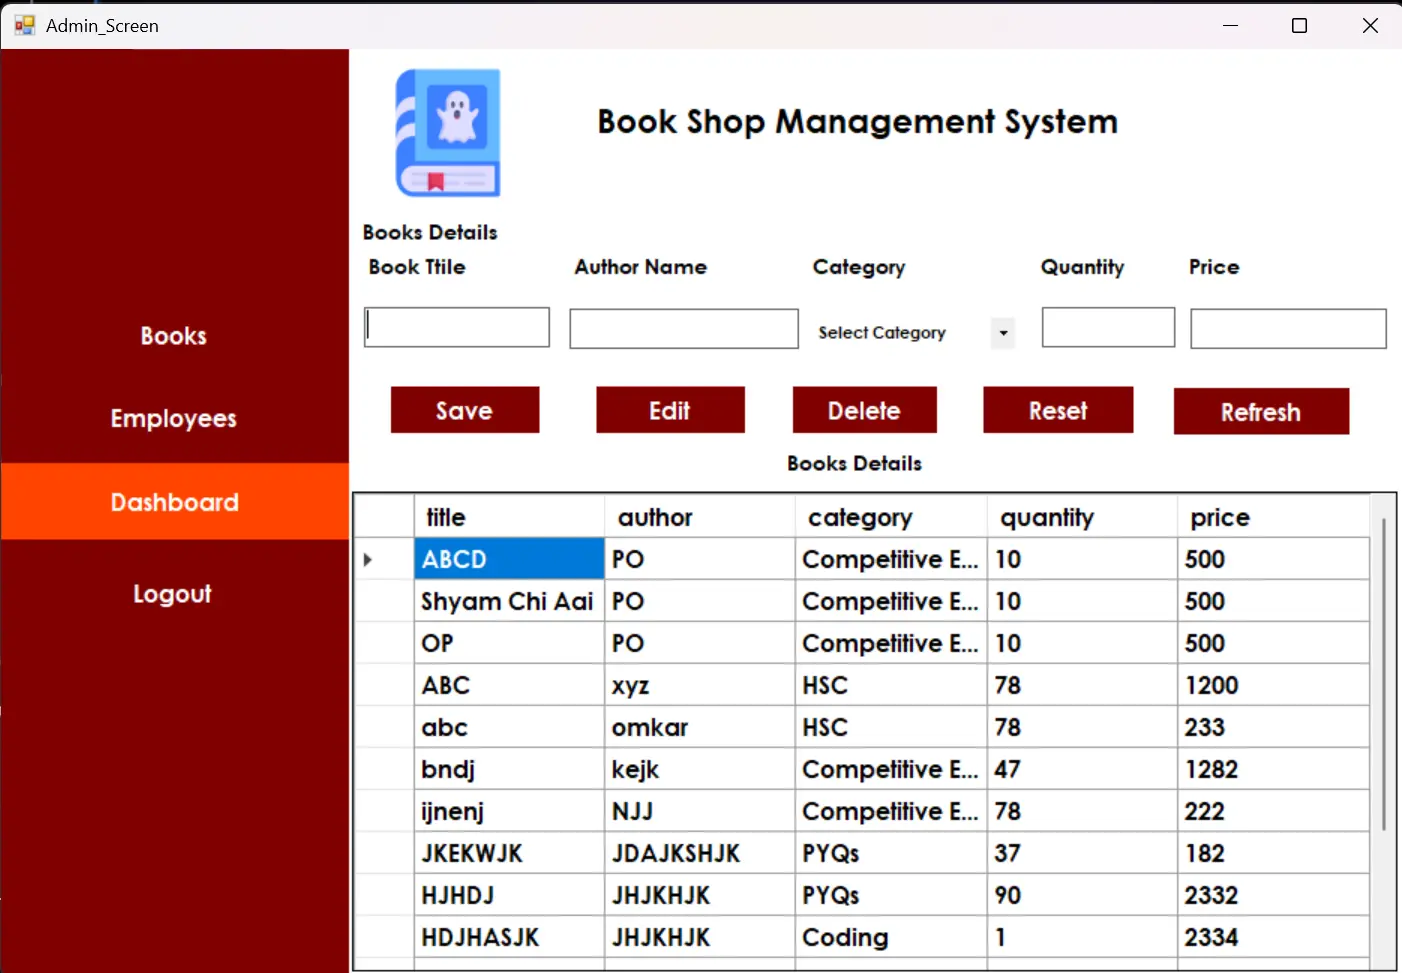 Admin_Screen
Book Shop Management System
Books Details
Book Ttile Author Name Category Quantity Price
Select Category
Books
Employees
Dashboard
Logout
Save Edit Delete Reset Refresh
Books Details
title author category quantity price
ABCD PO Competitive E... 10 500
Shyam Chi Aai PO Competitive E... 10 500
OP PO Competitive E... 10 500
ABC xyz HSC 78 1200
abc omkar HSC 78 233
bndj kejk Competitive E... 47 1282
ijnenj NJJ Competitive E... 78 222
JKEKWJK JDAJKSHJK PYQs 37 182
HJHDJ JHJKHJK PYQs 90 2332
HDJHASJK JHJKHJK Coding 1 2334